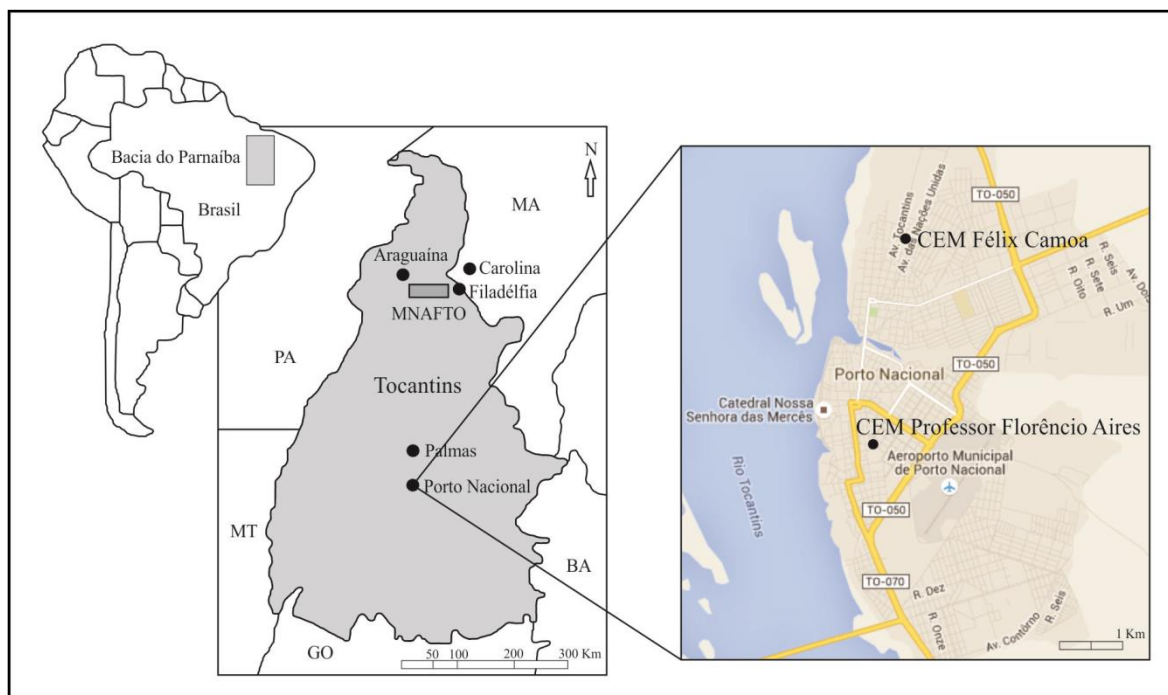 Bacia do Parnaíba
Brasil
N
MA
Araguaína
Carolina
Filadélfia
MNAFTO
PA
Tocantins
Palmas
Porto Nacional
MT
BA
GO
50 100 200 300 Km
Av. Tocantins
Av. das Nações Unidas
TO-050
CEM Félix Camoa
R. Seis
R. Sete
R. Oito
R. Um
TO-050
Porto Nacional
Catedral Nossa
Senhora das Mercês
CEM Professor Florêncio Aires
Aeroporto Municipal
de Porto Nacional
Rio Tocantins
TO-050
TO-070
R. Dez
R. Onze
Av. Contôrno
R. Seis
1 Km